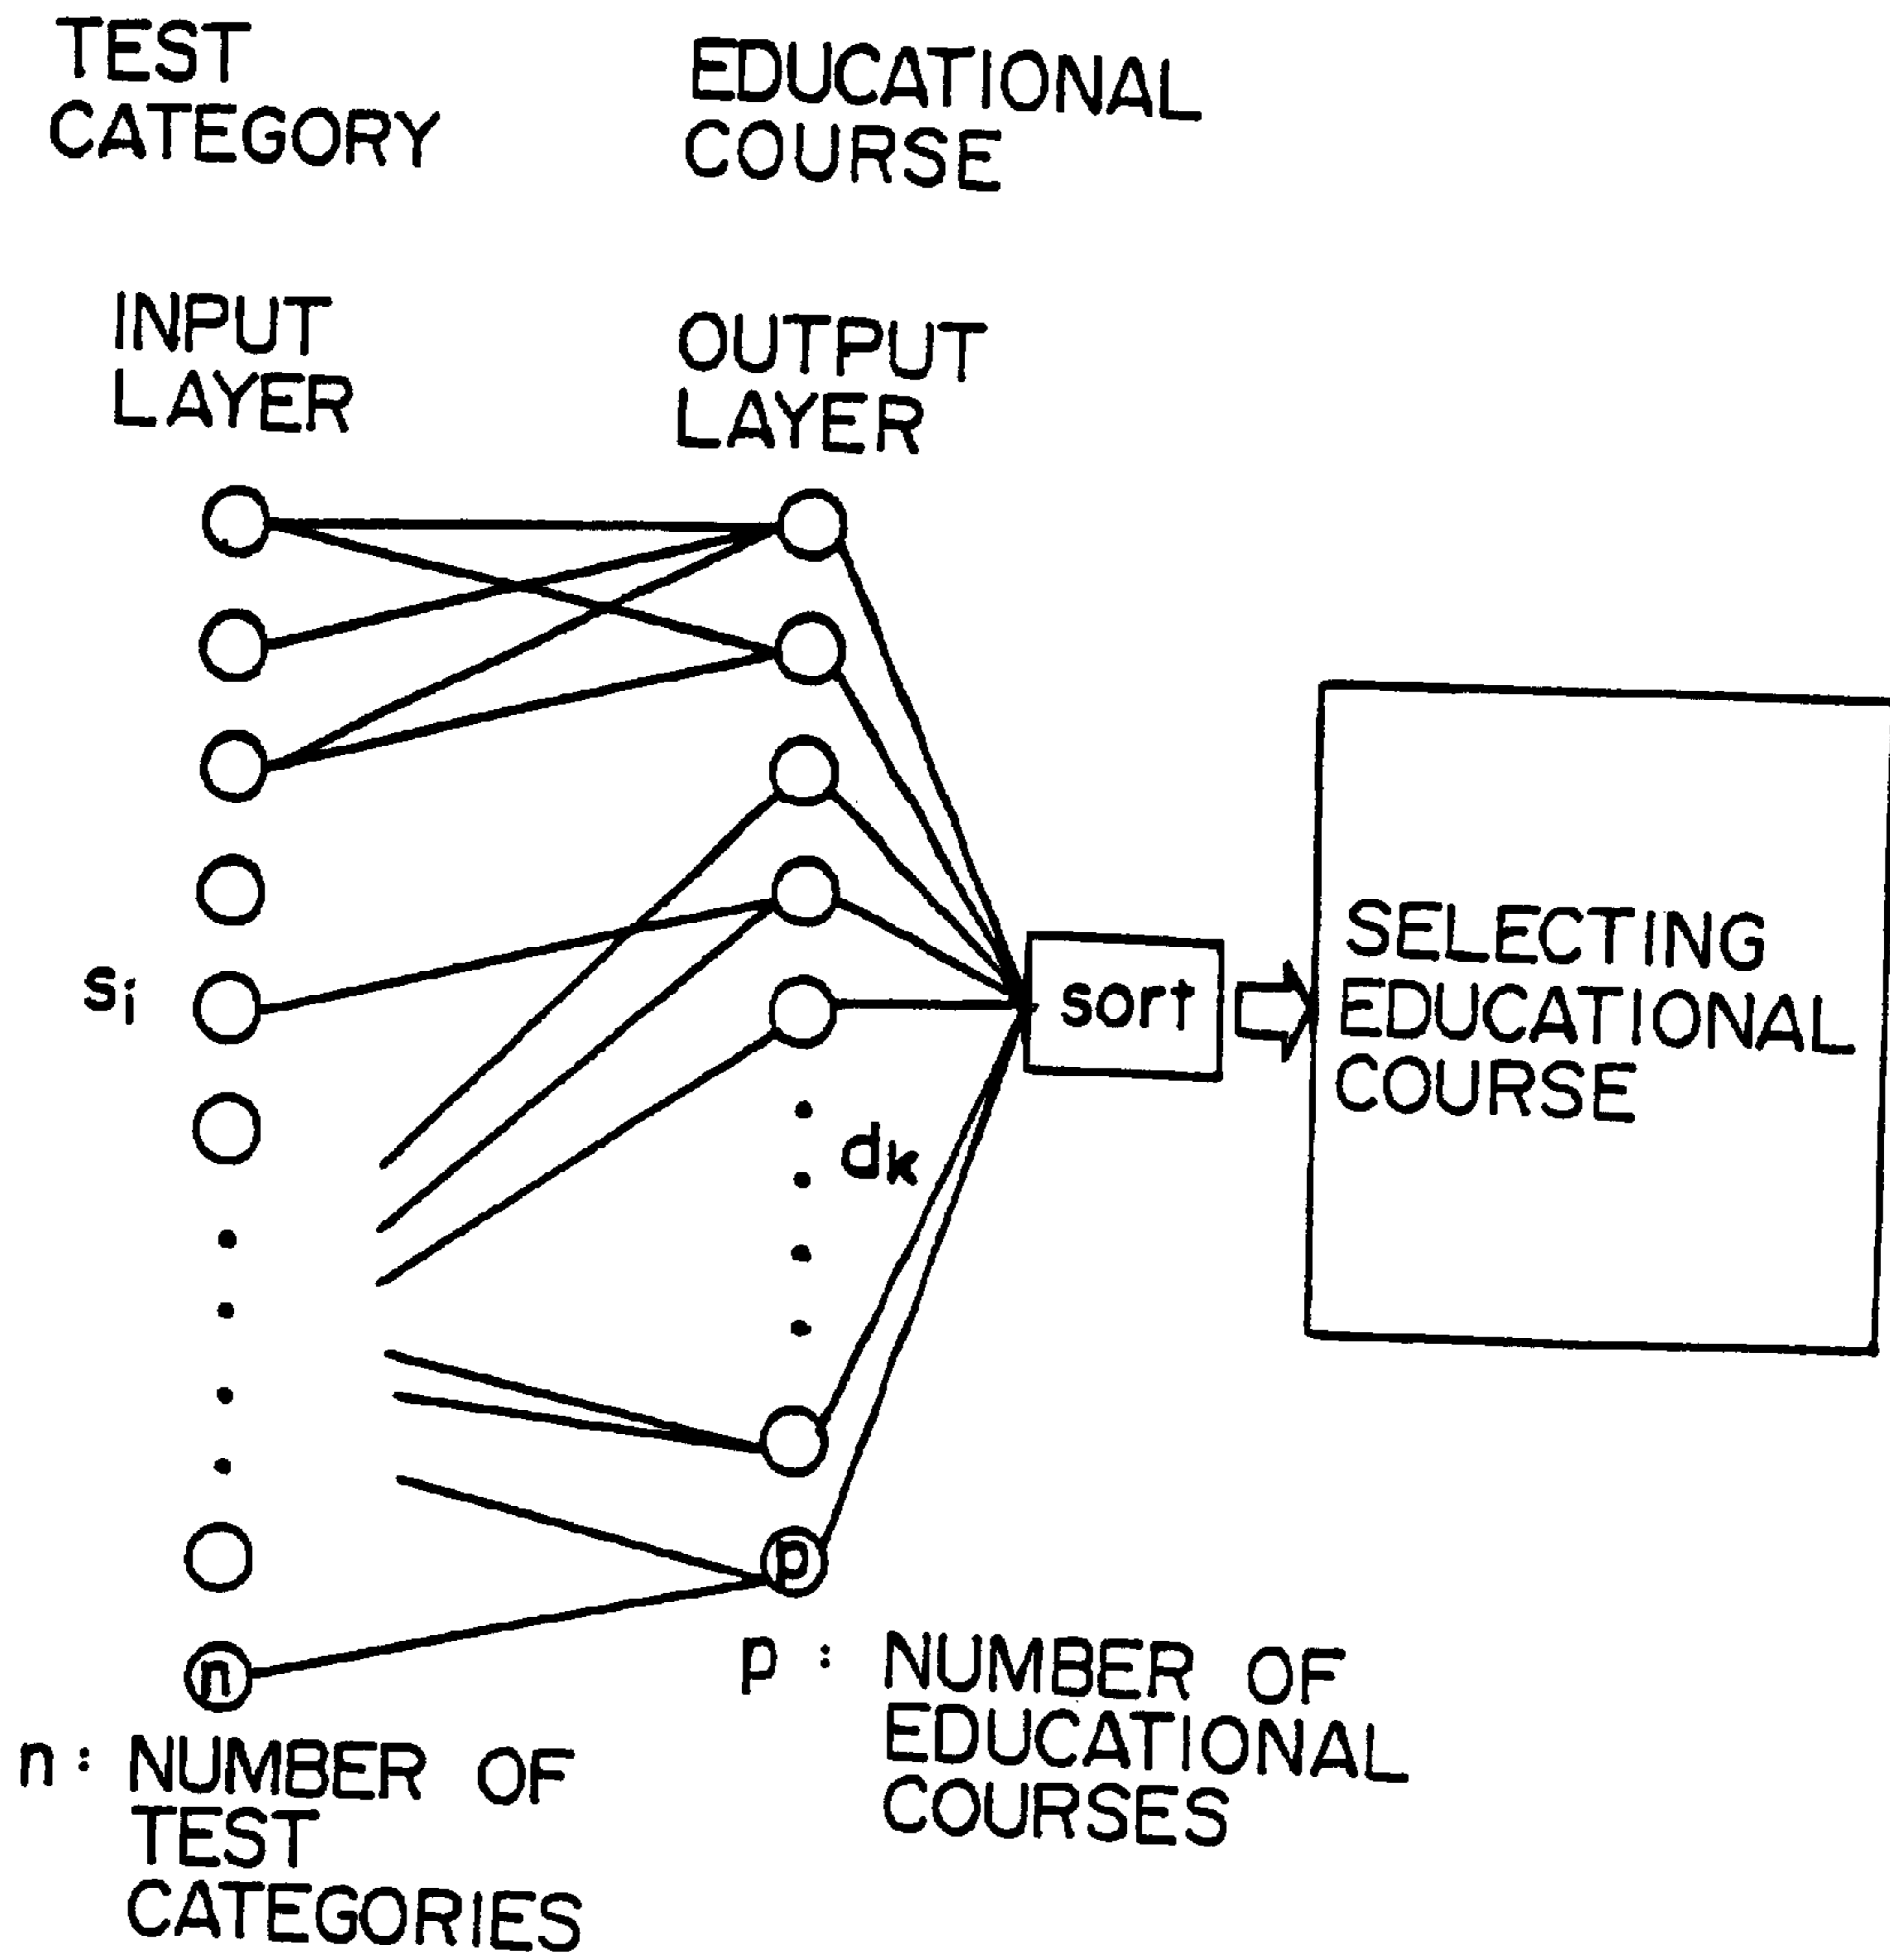 TEST
CATEGORY
EDUCATIONAL
COURSE
INPUT
LAYER
OUTPUT
LAYER
si
dk
sort
SELECTING
EDUCATIONAL
COURSE
p
n
p : NUMBER OF
EDUCATIONAL
COURSES
n : NUMBER OF
TEST
CATEGORIES